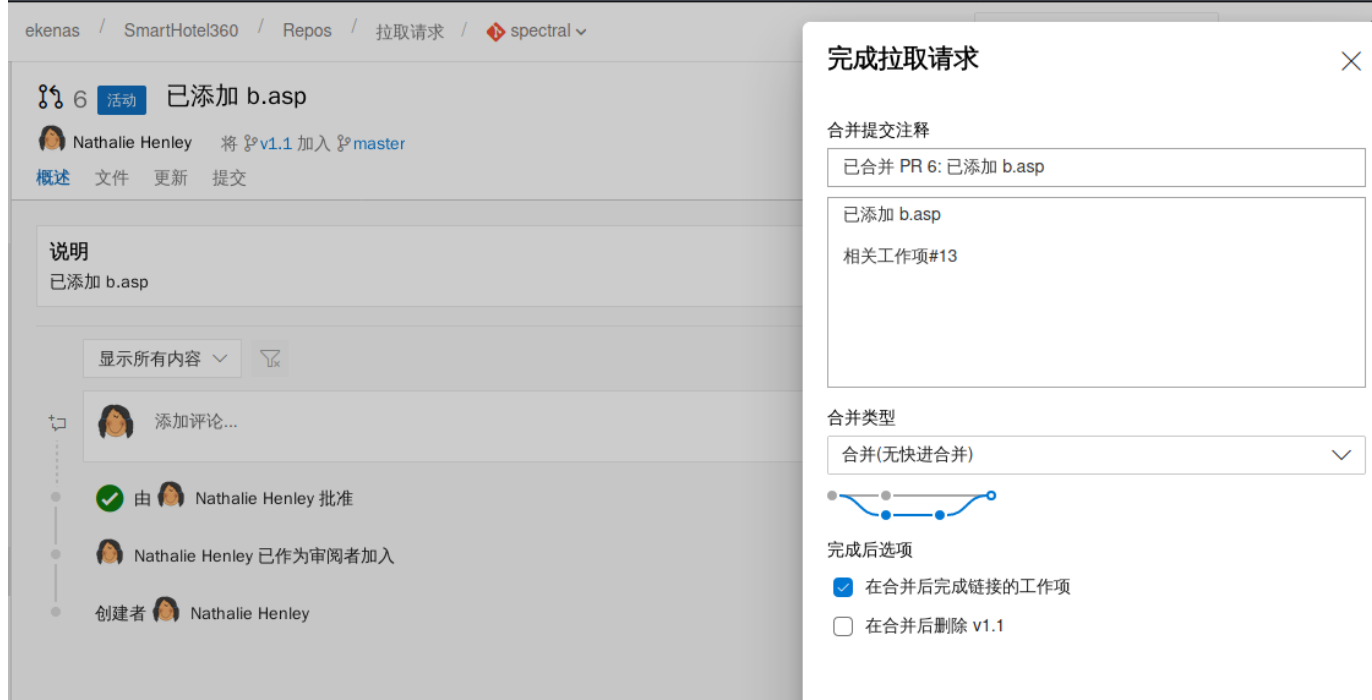 ekenas / SmartHotel360 / Repos / 拉取请求 / spectral
6 活动 已添加 b.asp
Nathalie Henley 将 v1.1 加入 master
概述 文件 更新 提交
说明
已添加 b.asp
显示所有内容
添加评论...
由 Nathalie Henley 批准
Nathalie Henley 已作为审阅者加入
创建者 Nathalie Henley
完成拉取请求
合并提交注释
已合并 PR 6: 已添加 b.asp
已添加 b.asp
相关工作项#13
合并类型
合并(无快进合并)
完成后选项
在合并后完成链接的工作项
在合并后删除 v1.1